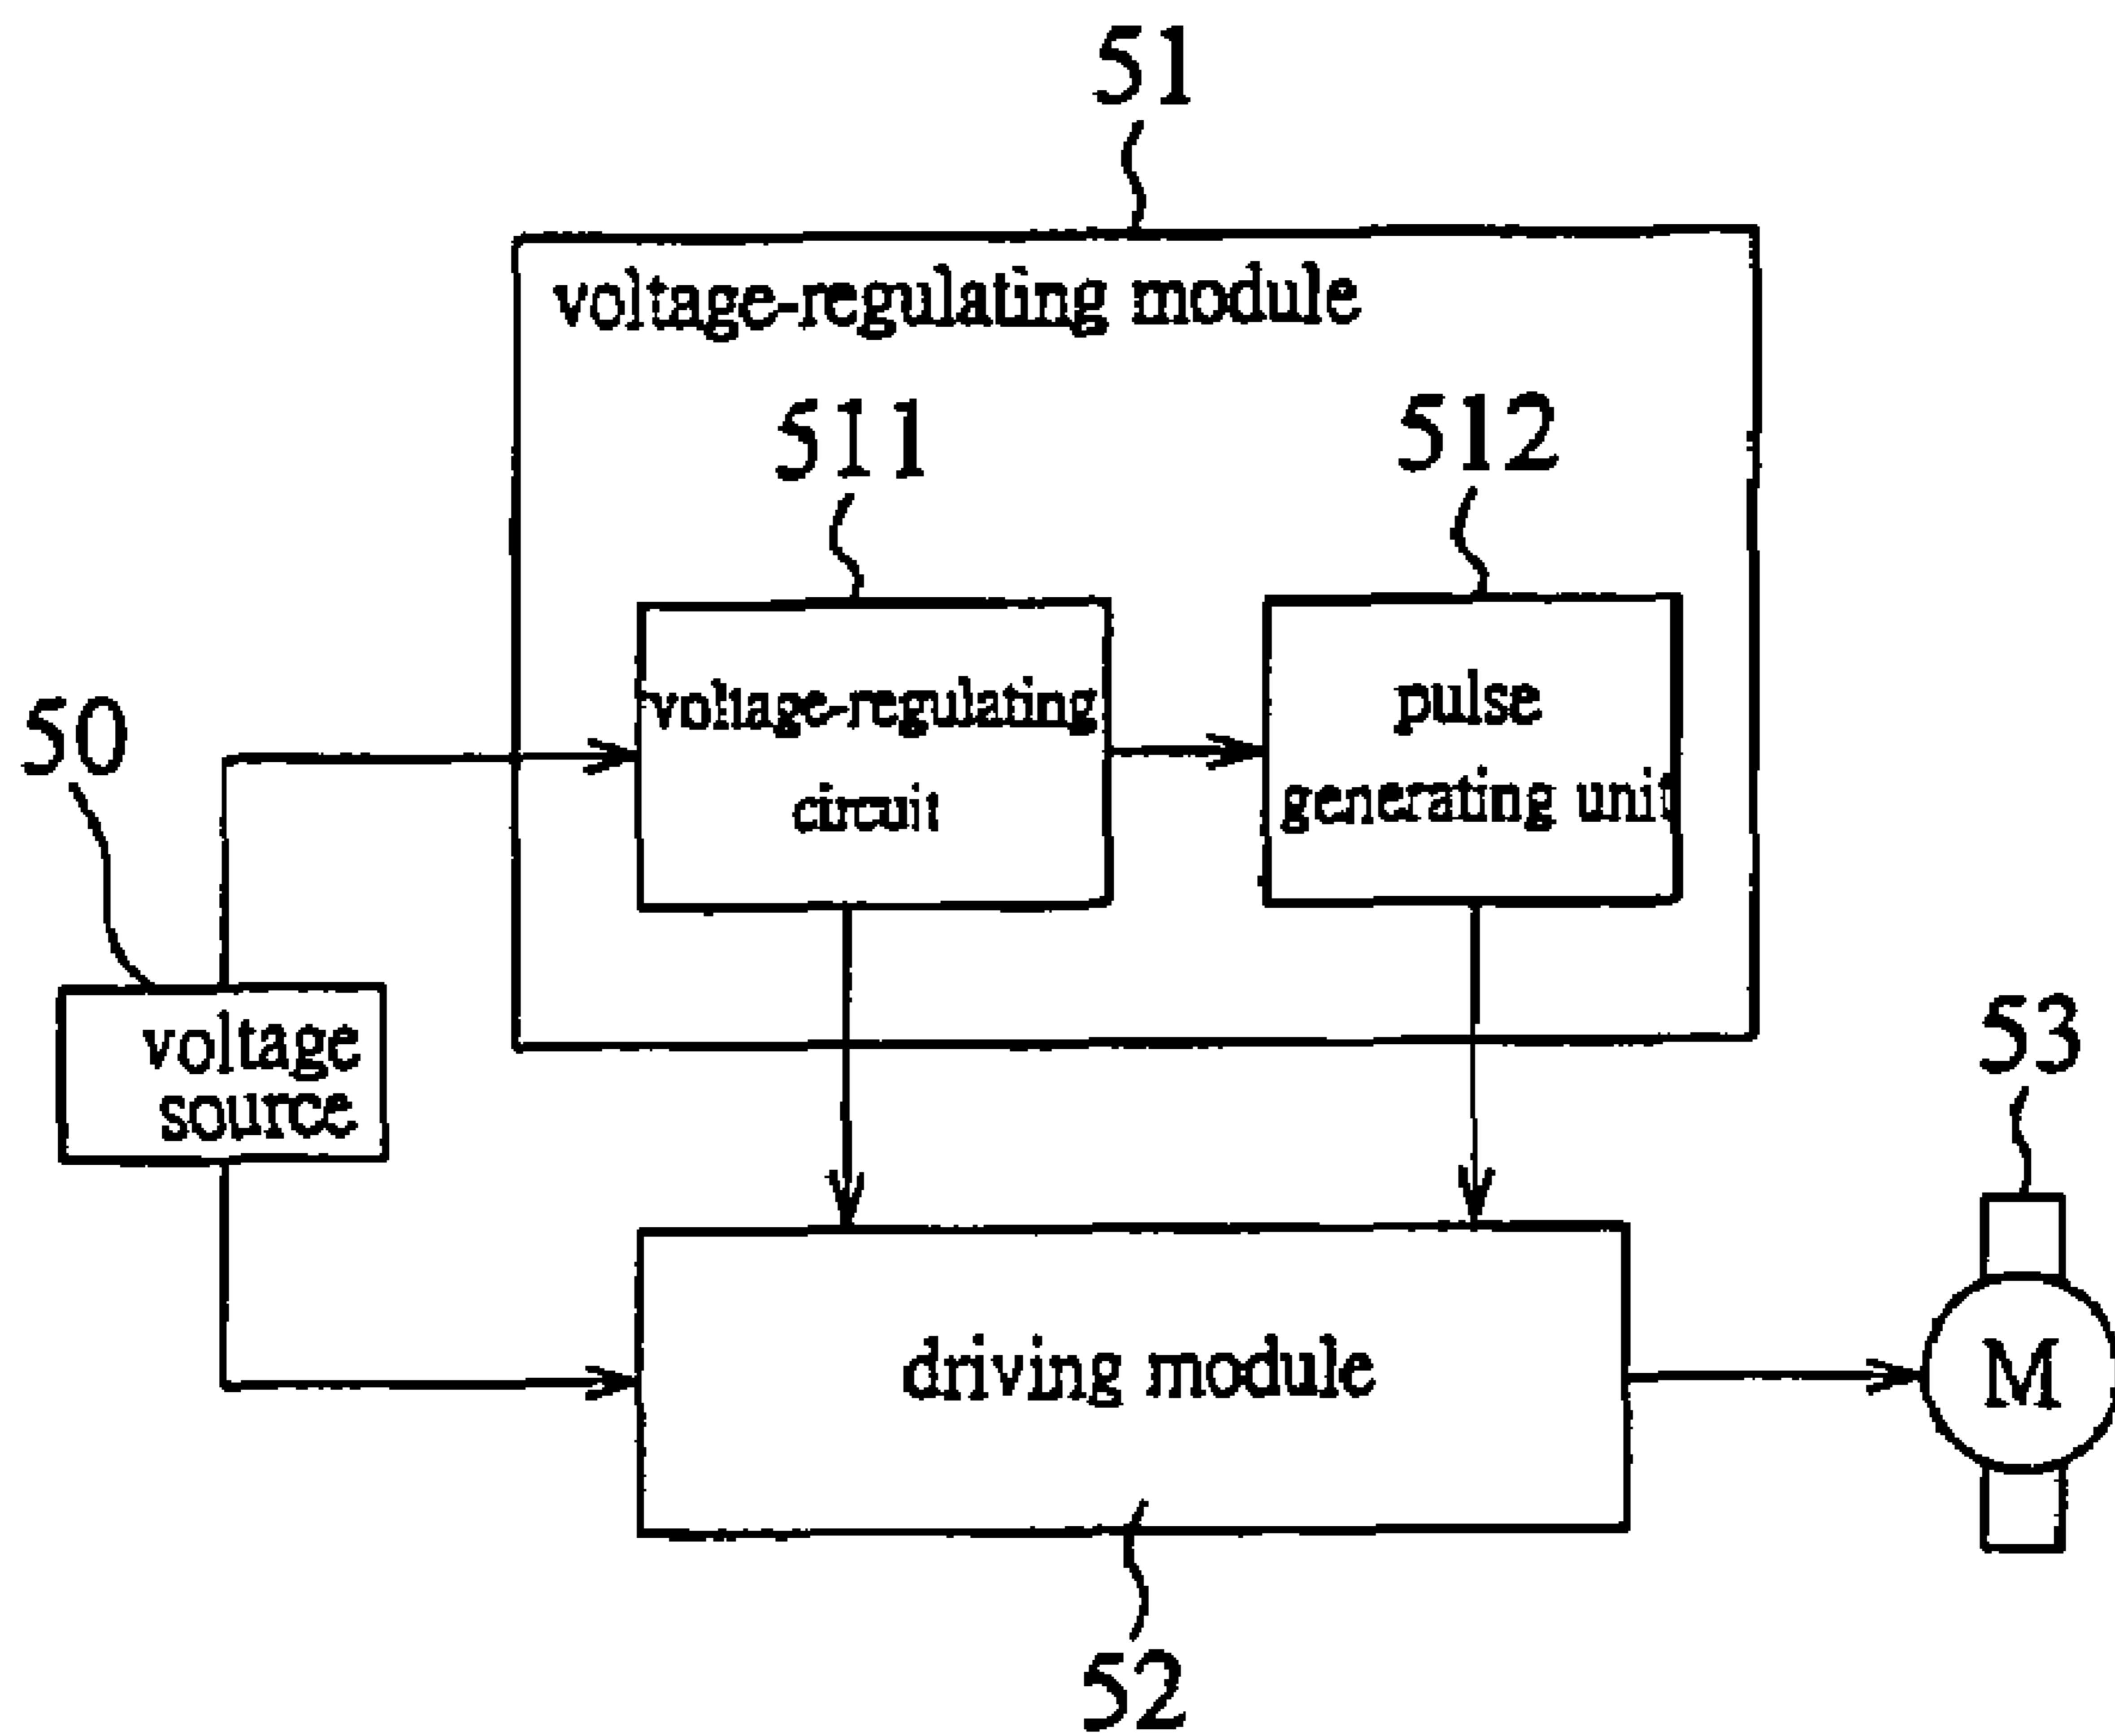 51
voltage-regulating module
511
512
voltage-regulating
circuit
pulse
generating unit
50
voltage
source
53
driving module
M
52